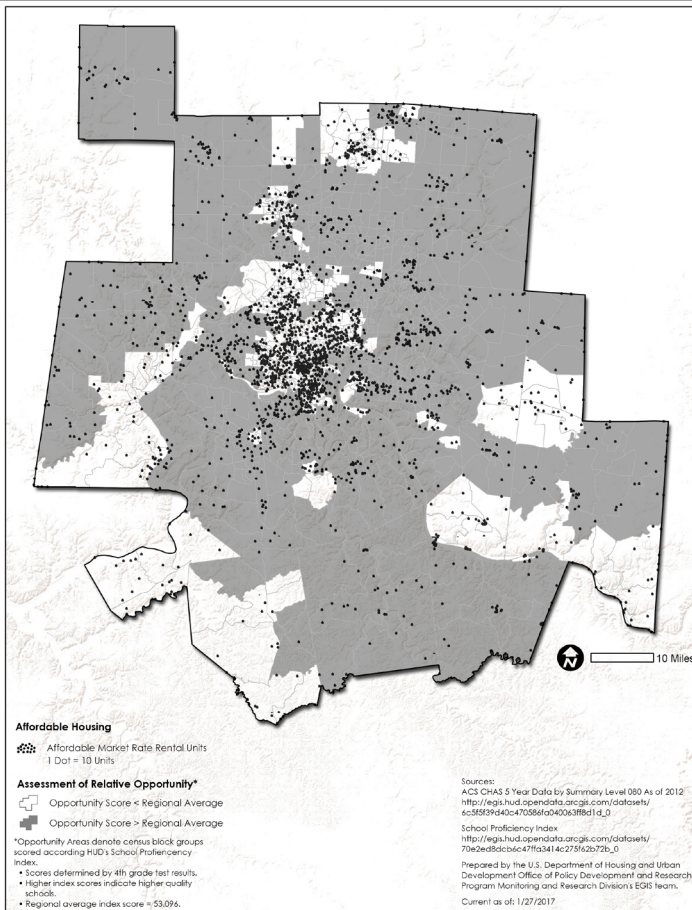 N
10 Miles
Affordable Housing
Affordable Market Rate Rental Units
1 Dot = 10 Units
Assessment of Relative Opportunity*
Opportunity Score < Regional Average
Opportunity Score > Regional Average
*Opportunity Areas denote census block groups
scored according HUD's School Profiencency
Index.
• Scores determined by 4th grade test results.
• Higher index scores indicate higher quality
schools.
• Regional average index score = 53.096.
Sources:
ACS CHAS 5 Year Data by Summary Level 080 As of 2012
http://egis.hud.opendata.arcgis.com/datasets/
6c5f5f39d40c470586fa040063ff8d1d_0
School Proficiency Index
http://egis.hud.opendata.arcgis.com/datasets/
70e2ed8dcb6c47ffa3414c275f62b72b_0
Prepared by the U.S. Department of Housing and Urban
Development Office of Policy Development and Research
Program Monitoring and Research Division's EGIS team.
Current as of: 1/27/2017